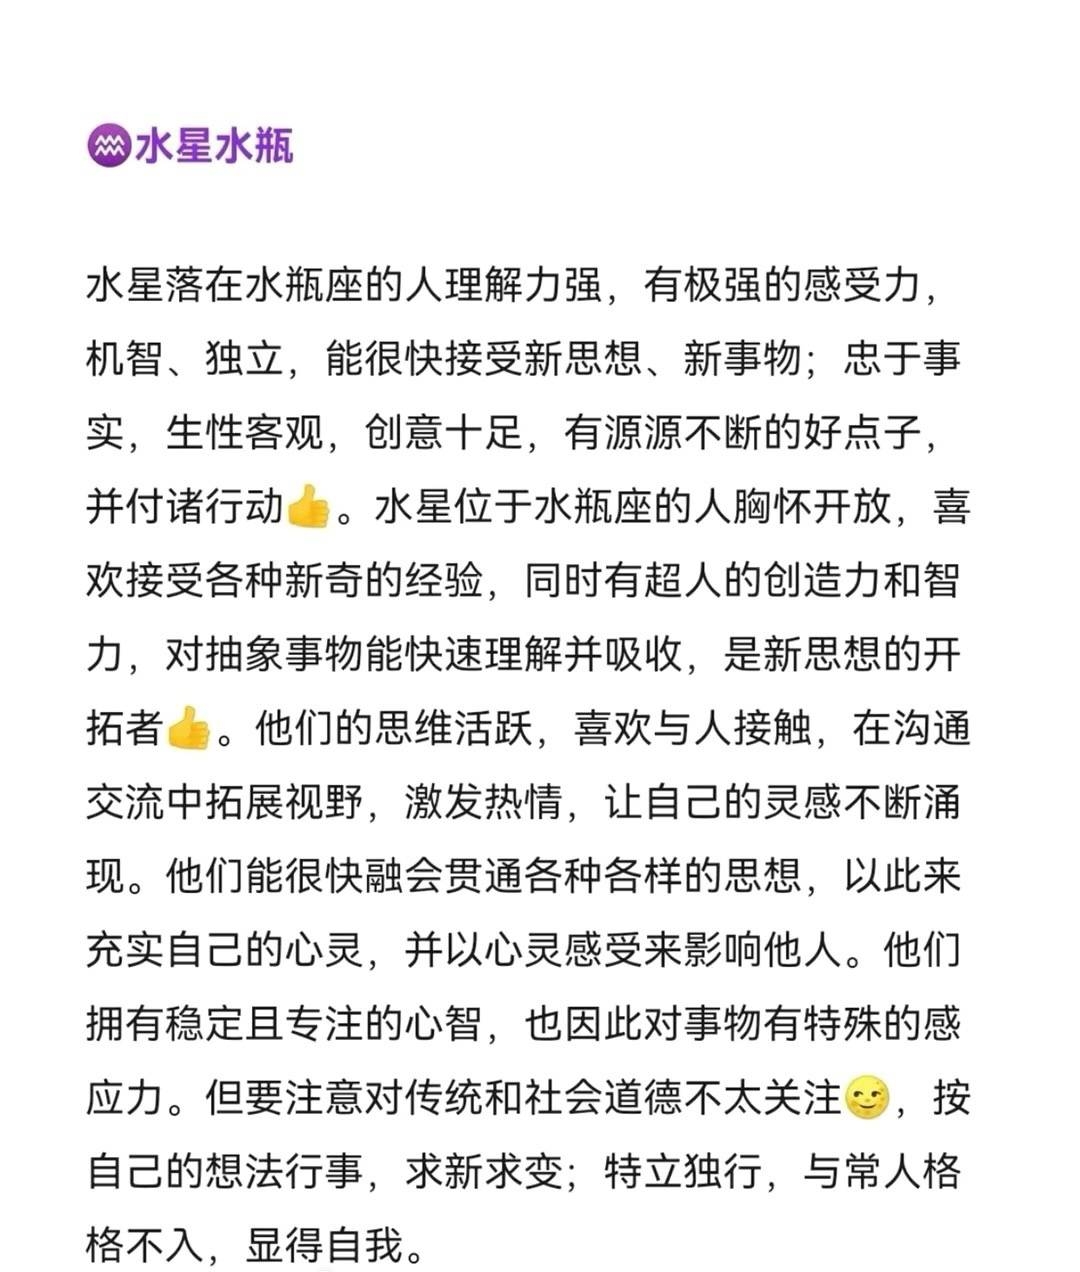 ♒水星水瓶
水星落在水瓶座的人理解力强，有极强的感受力，
机智、独立，能很快接受新思想、新事物；忠于事
实，生性客观，创意十足，有源源不断的好点子，
并付诸行动👍。水星位于水瓶座的人胸怀开放，喜
欢接受各种新奇的经验，同时有超人的创造力和智
力，对抽象事物能快速理解并吸收，是新思想的开
拓者👍。他们的思维活跃，喜欢与人接触，在沟通
交流中拓展视野，激发热情，让自己的灵感不断涌
现。他们能很快融会贯通各种各样的思想，以此来
充实自己的心灵，并以心灵感受来影响他人。他们
拥有稳定且专注的心智，也因此对事物有特殊的感
应力。但要注意对传统和社会道德不太关注🌝，按
自己的想法行事，求新求变；特立独行，与常人格
格不入，显得自我。